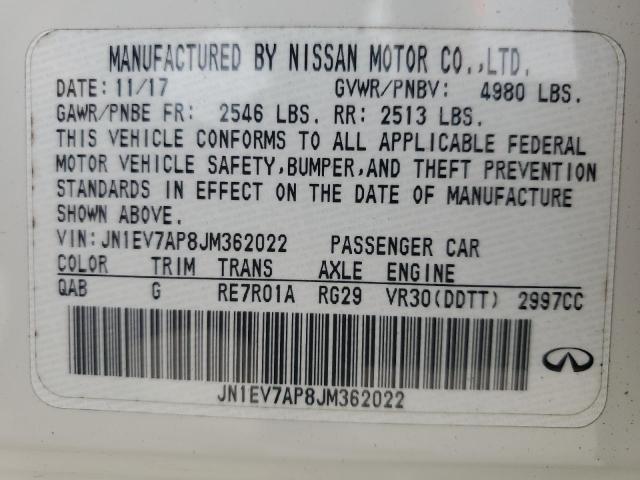 MANUFACTURED BY NISSAN MOTOR CO.,LTD.
DATE: 11/17 GVWR/PNBV: 4980 LBS.
GAWR/PNBE FR: 2546 LBS. RR: 2513 LBS.
THIS VEHICLE CONFORMS TO ALL APPLICABLE FEDERAL
MOTOR VEHICLE SAFETY,BUMPER,AND THEFT PREVENTION
STANDARDS IN EFFECT ON THE DATE OF MANUFACTURE
SHOWN ABOVE.
VIN:JN1EV7AP8JM362022 PASSENGER CAR
COLOR TRIM TRANS AXLE ENGINE
QAB G RE7R01A RG29 VR30(DDTT) 2997CC
JN1EV7AP8JM362022